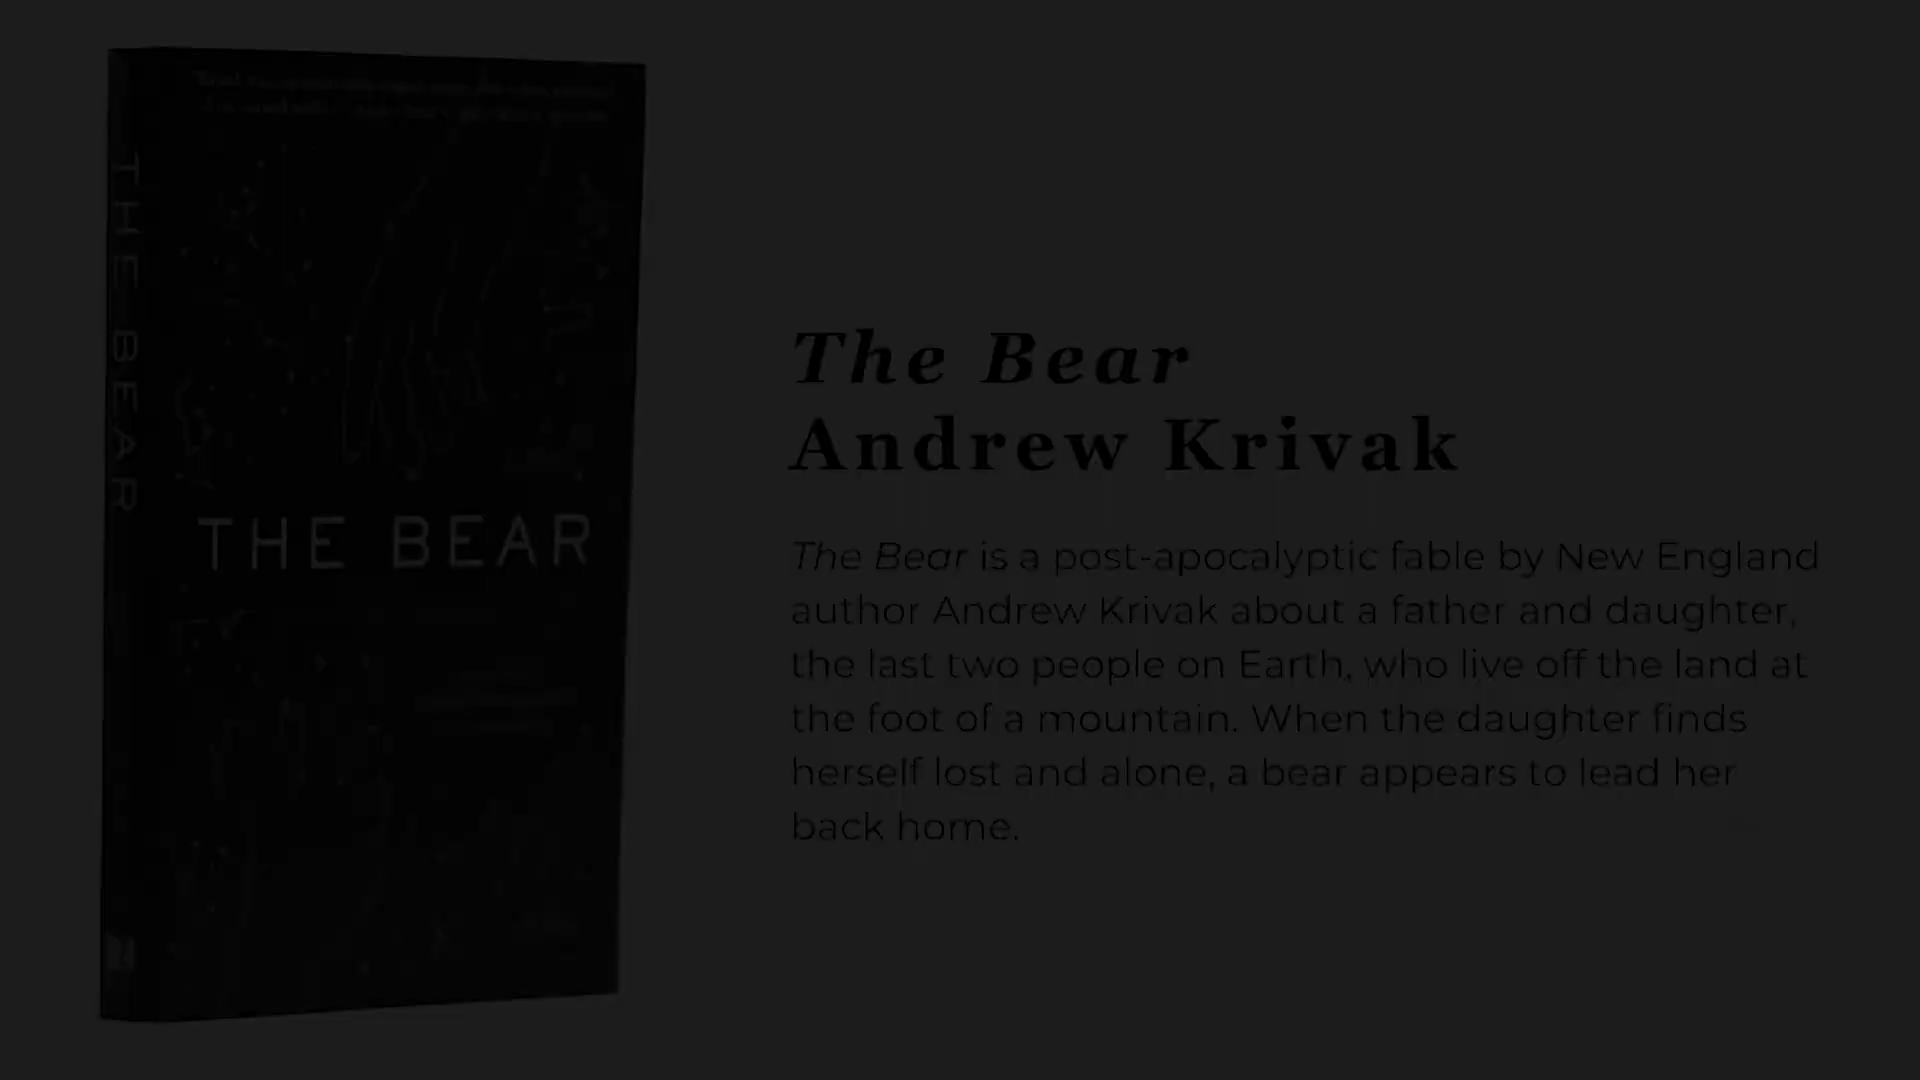 THE BEAR
THE BEAR
The Bear
Andrew Krivak
The Bear is a post-apocalyptic fable by New England
author Andrew Krivak about a father and daughter,
the last two people on Earth, who live off the land at
the foot of a mountain. When the daughter finds
herself lost and alone, a bear appears to lead her
back home.